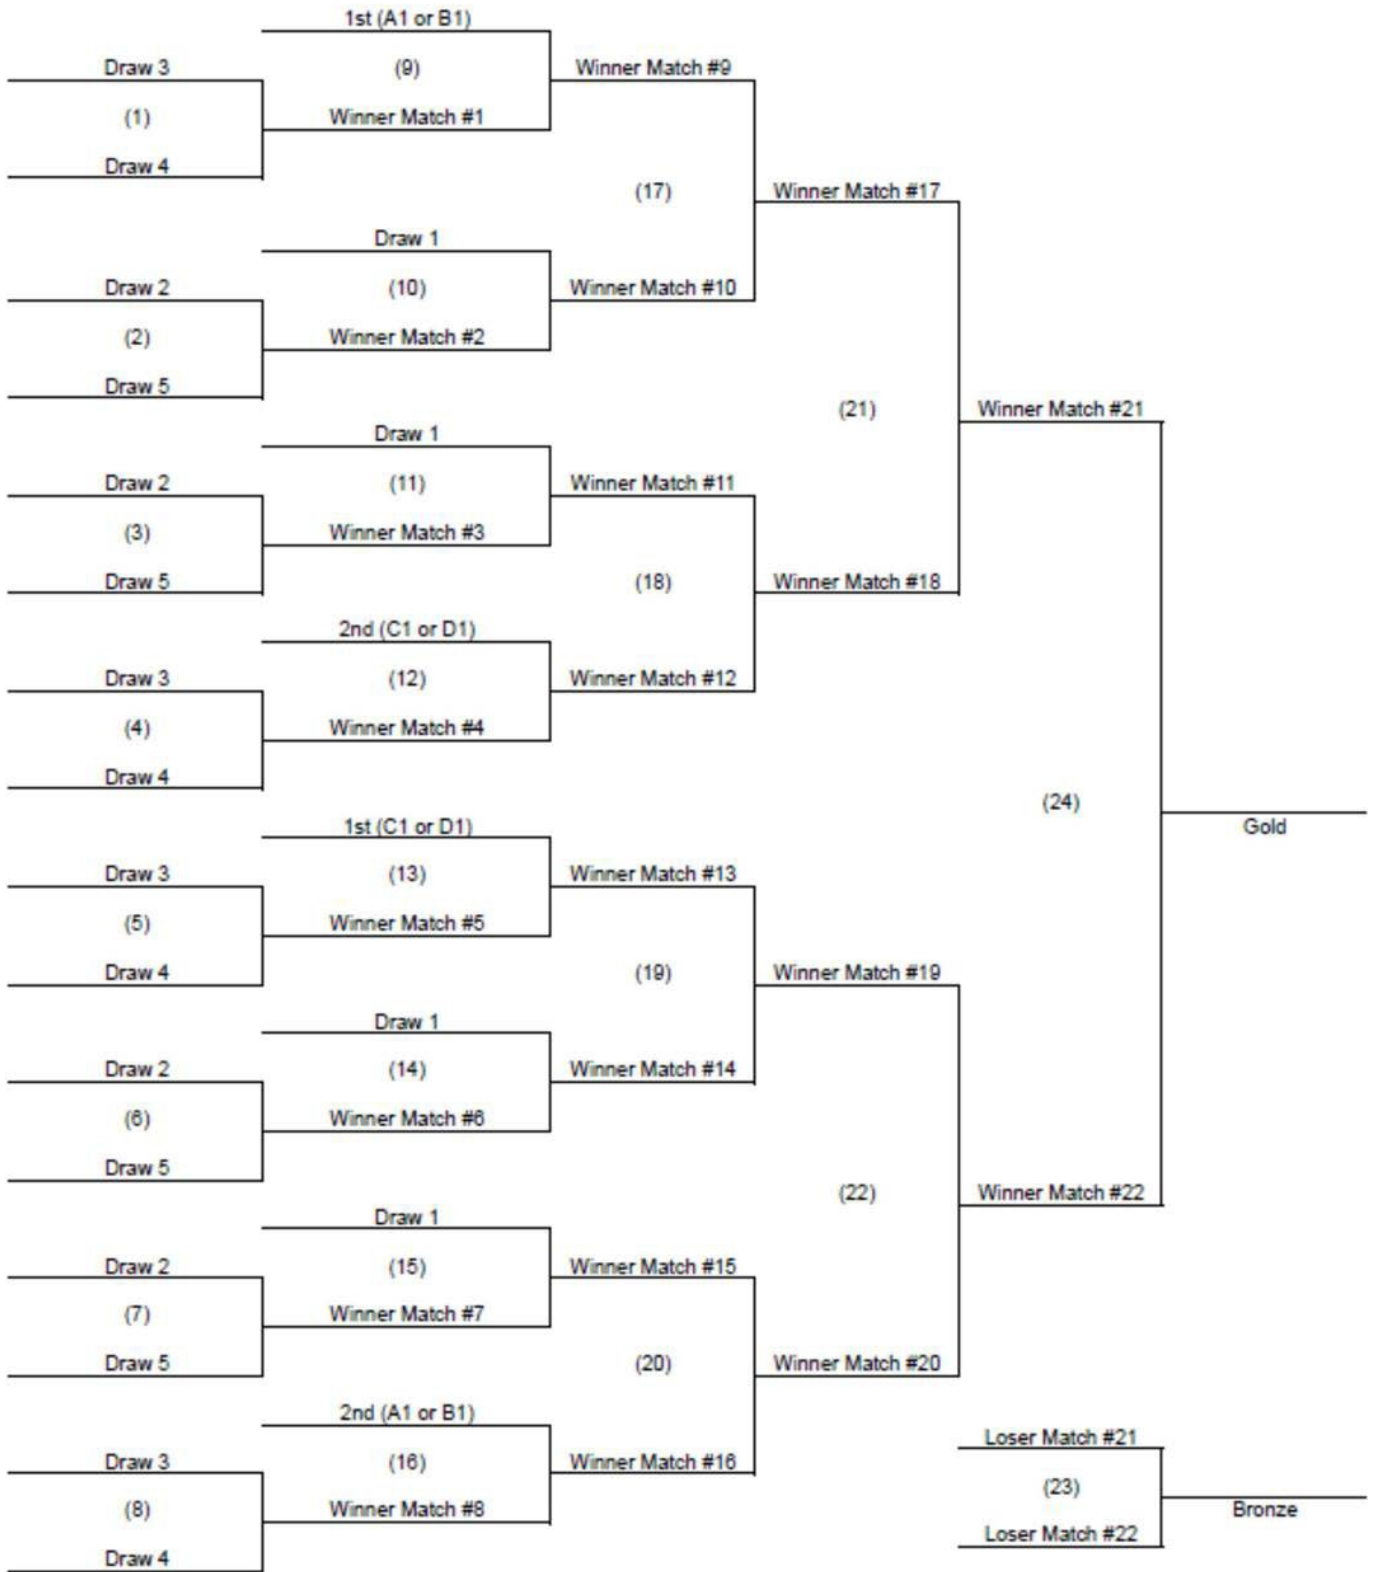 1st (A1 or B1)
Draw 3
(9)
Winner Match #9
(1)
Winner Match #1
Draw 4
(17)
Winner Match #17
Draw 1
Draw 2
(10)
Winner Match #10
(2)
Winner Match #2
Draw 5
(21)
Winner Match #21
Draw 1
Draw 2
(11)
Winner Match #11
(3)
Winner Match #3
Draw 5
(18)
Winner Match #18
2nd (C1 or D1)
Draw 3
(12)
Winner Match #12
(4)
Winner Match #4
Draw 4
(24)
Gold
1st (C1 or D1)
Draw 3
(13)
Winner Match #13
(5)
Winner Match #5
Draw 4
(19)
Winner Match #19
Draw 1
Draw 2
(14)
Winner Match #14
(6)
Winner Match #6
Draw 5
(22)
Winner Match #22
Draw 1
Draw 2
(15)
Winner Match #15
(7)
Winner Match #7
Draw 5
(20)
Winner Match #20
2nd (A1 or B1)
Loser Match #21
Draw 3
(16)
Winner Match #16
(23)
(8)
Winner Match #8
Bronze
Loser Match #22
Draw 4